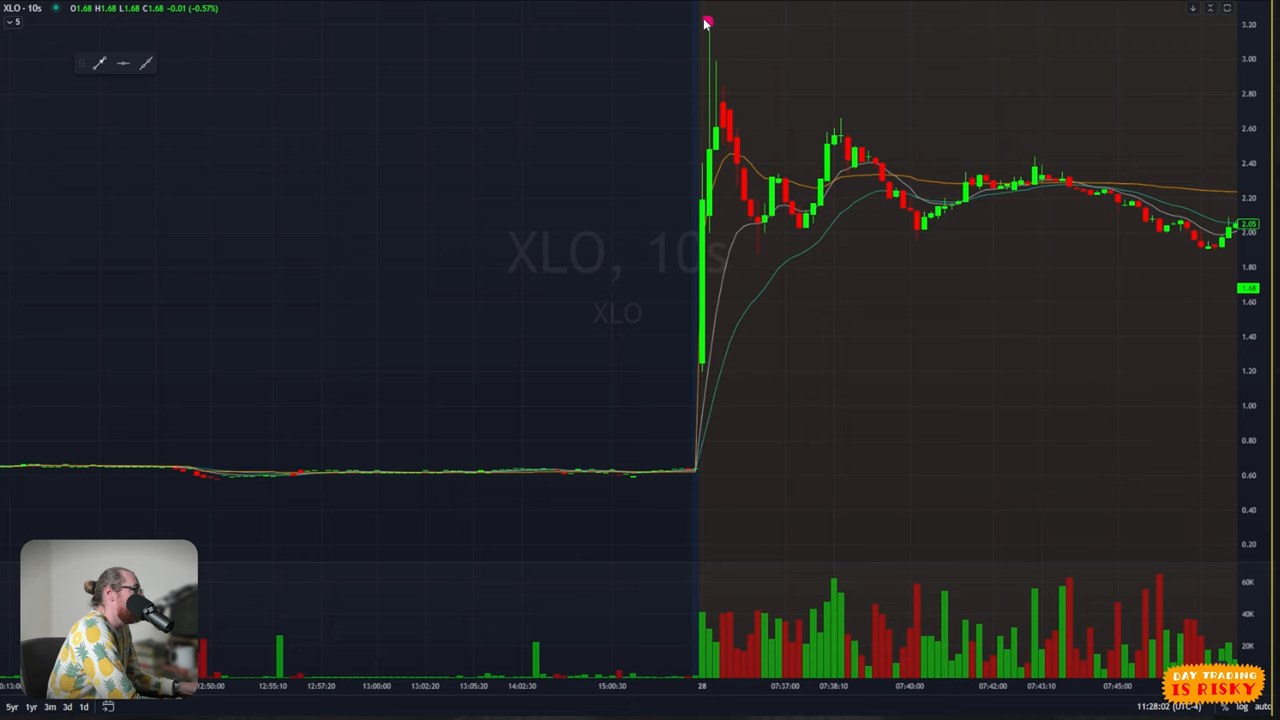 XLO · 10s O1.68 H1.68 L1.68 C1.68 -0.01 (-0.57%)
5
3.20
3.00
2.80
2.60
2.40
2.20
2.05
2.00
1.80
1.68
1.60
1.40
1.20
1.00
0.80
0.60
0.40
0.20
XLO, 10s
XLO
60K
40K
20K
12:50:00 12:55:10 12:57:20 13:00:00 13:05:20 14:02:30 15:00:30 28 07:37:00 07:38:10 07:40:00 07:42:00 07:43:10 07:45:00
DAY TRADING
IS RISKY
5yr 1yr 3m 3d 1d 11:28:02 (UTC-4) % log auto